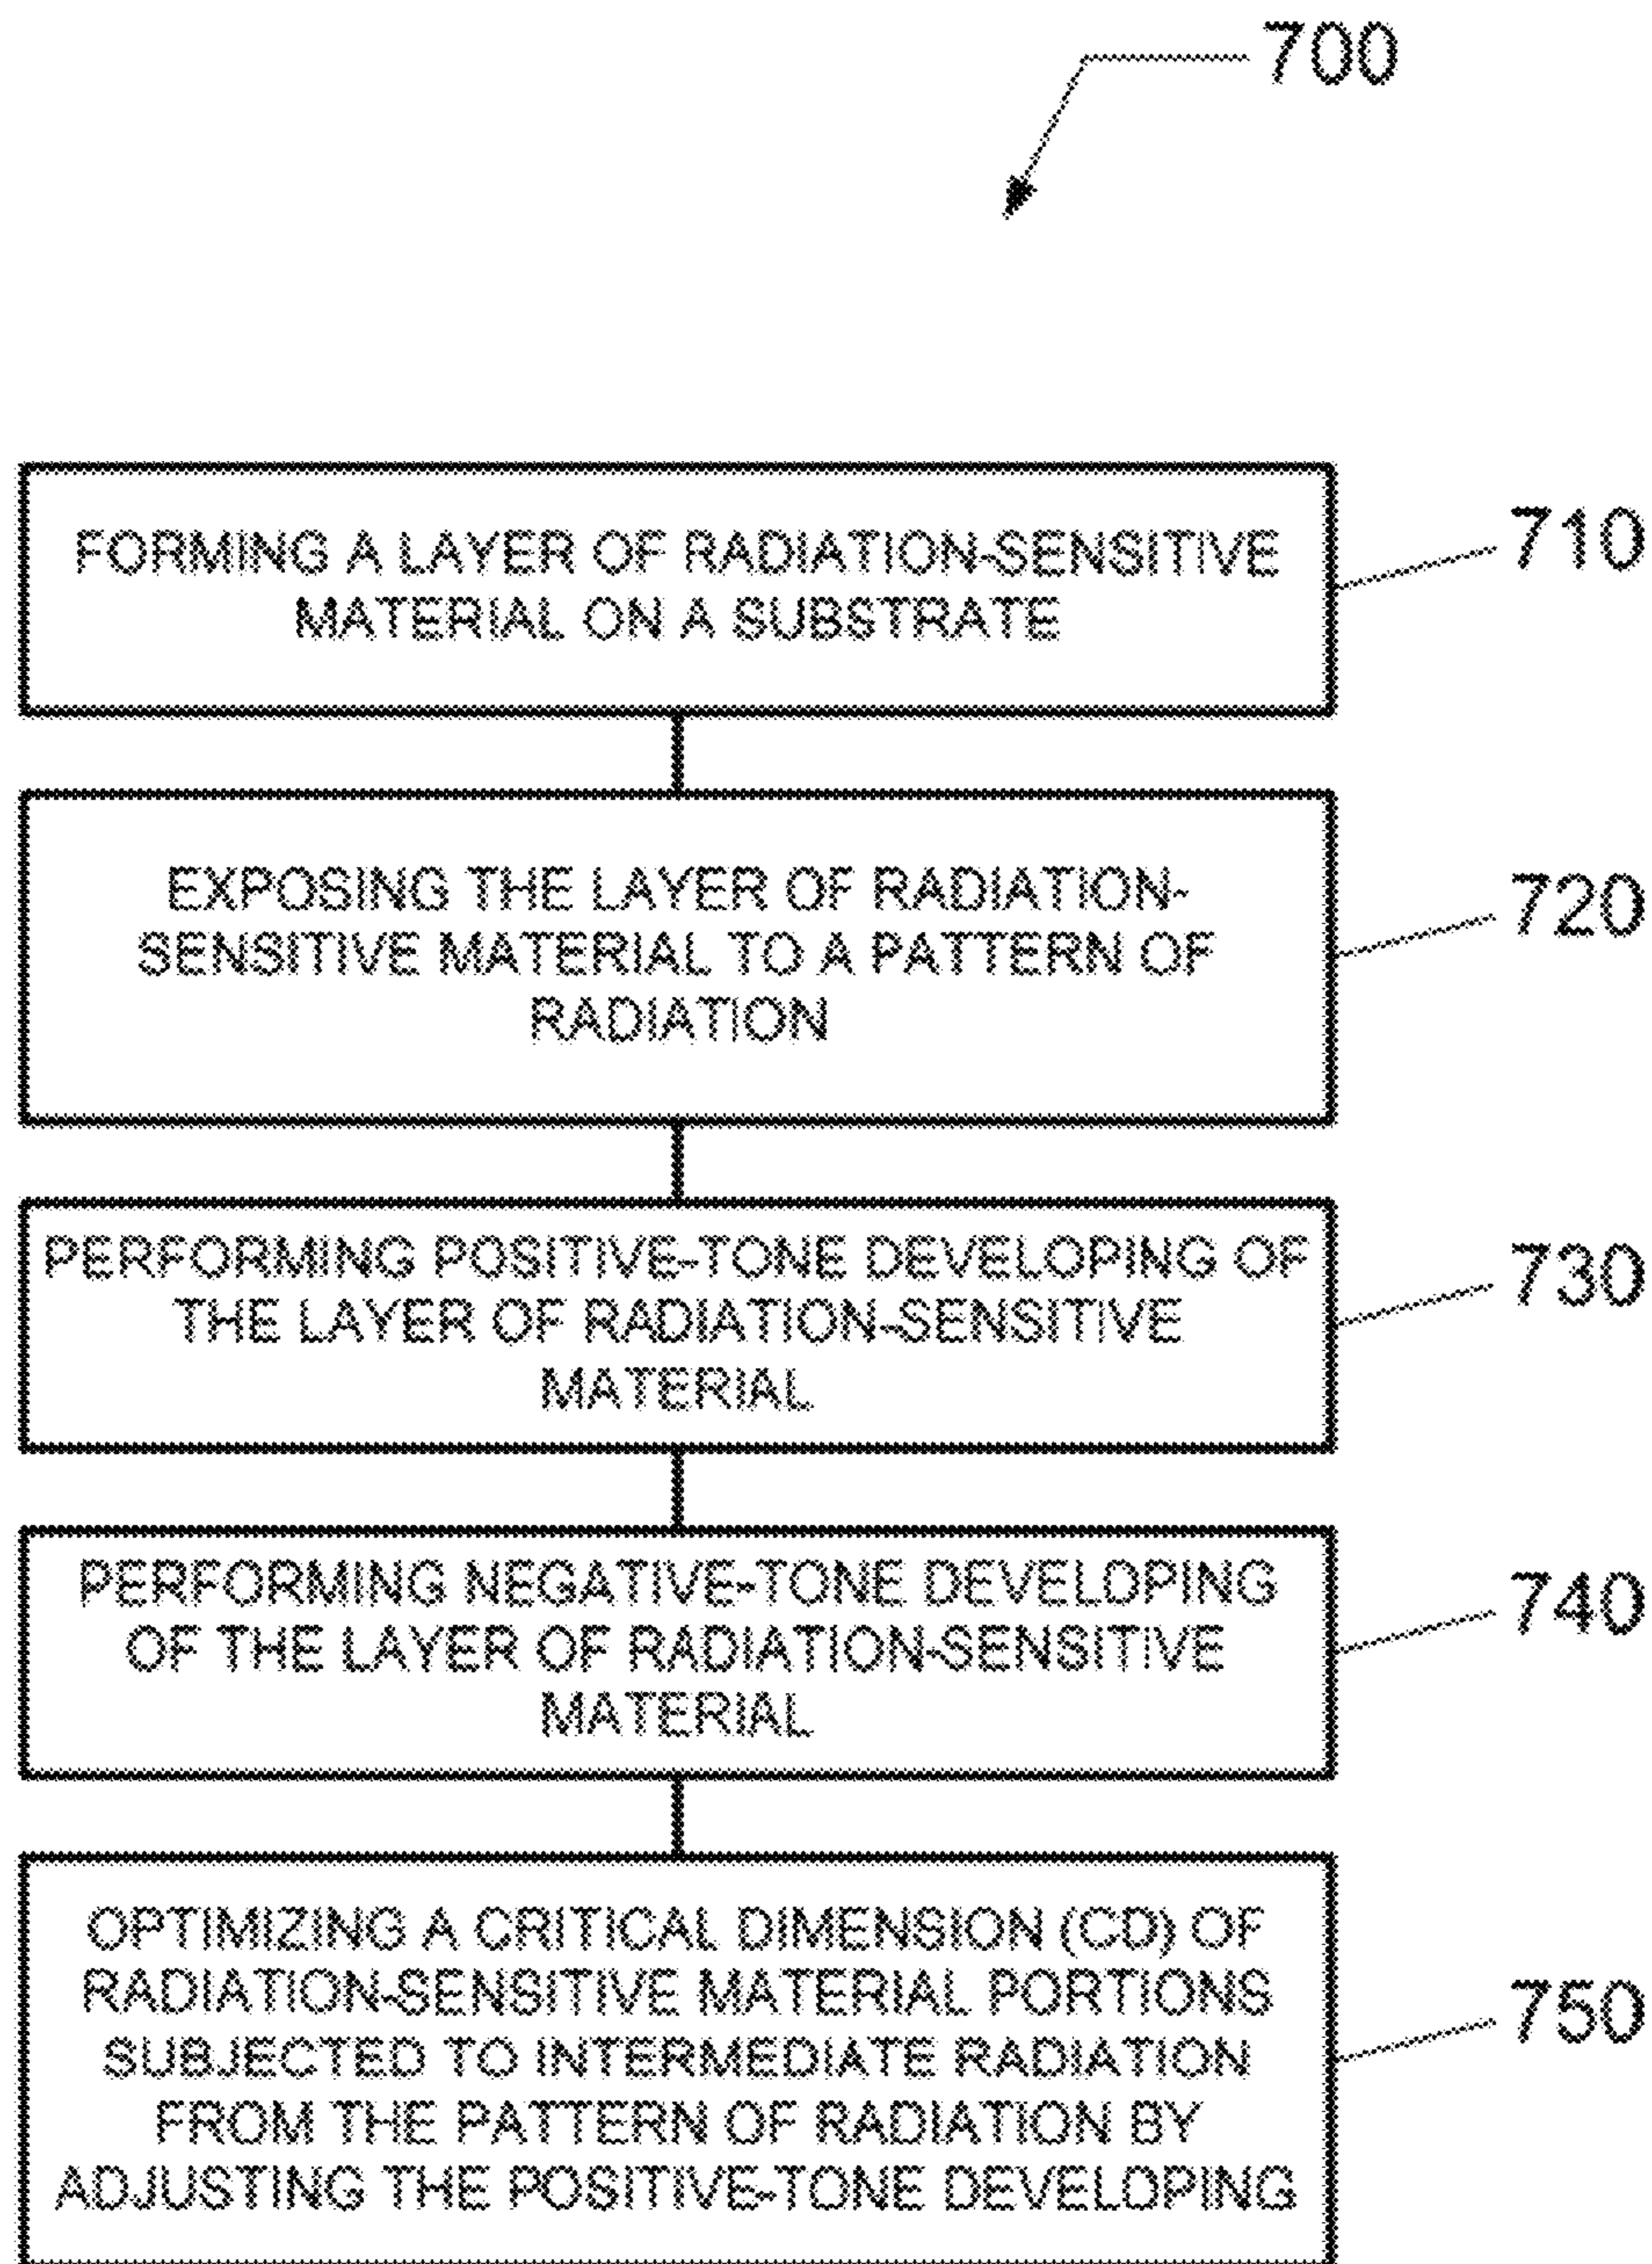 700
FORMING A LAYER OF RADIATION-SENSITIVE
MATERIAL ON A SUBSTRATE
710
EXPOSING THE LAYER OF RADIATION-
SENSITIVE MATERIAL TO A PATTERN OF
RADIATION
720
PERFORMING POSITIVE-TONE DEVELOPING OF
THE LAYER OF RADIATION-SENSITIVE
MATERIAL
730
PERFORMING NEGATIVE-TONE DEVELOPING
OF THE LAYER OF RADIATION-SENSITIVE
MATERIAL
740
OPTIMIZING A CRITICAL DIMENSION (CD) OF
RADIATION-SENSITIVE MATERIAL PORTIONS
SUBJECTED TO INTERMEDIATE RADIATION
FROM THE PATTERN OF RADIATION BY
ADJUSTING THE POSITIVE-TONE DEVELOPING
750